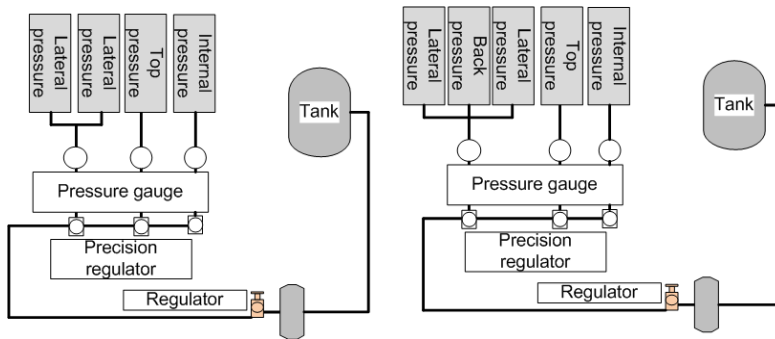 Lateral
pressure
Lateral
pressure
Top
pressure
Internal
pressure
Tank
Pressure gauge
Precision
regulator
Regulator
Lateral
pressure
Back
pressure
Lateral
pressure
Top
pressure
Internal
pressure
Tank
Pressure gauge
Precision
regulator
Regulator